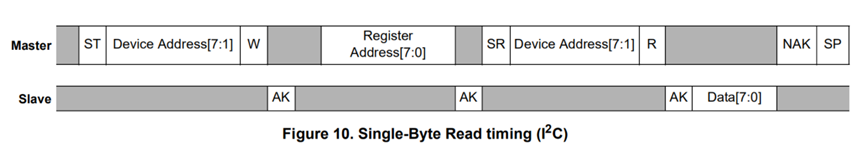 Master ST Device Address[7:1] W Register Address[7:0] SR Device Address[7:1] R NAK SP
Slave AK AK AK Data[7:0]
Figure 10. Single-Byte Read timing (I²C)